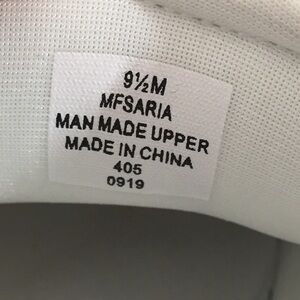 9½M
MFSARIA
MAN MADE UPPER
MADE IN CHINA
405
0919